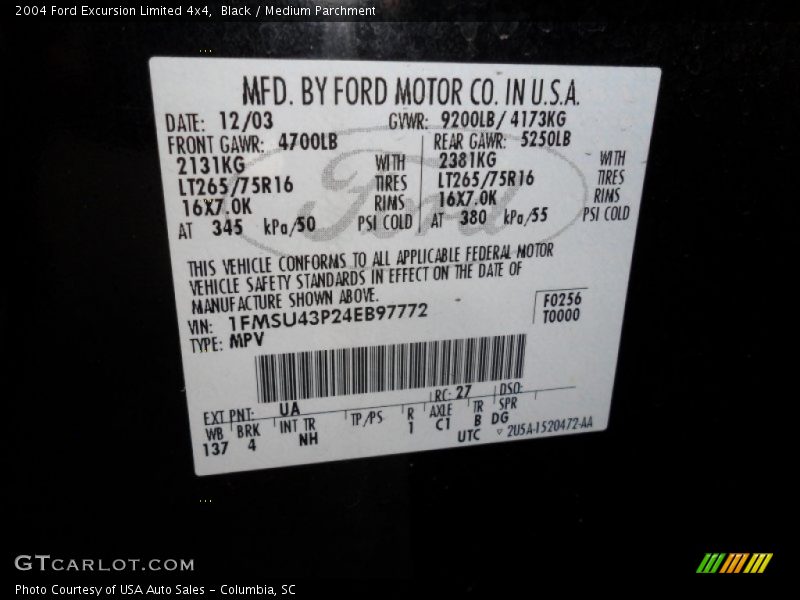 2004 Ford Excursion Limited 4x4, Black / Medium Parchment
MFD. BY FORD MOTOR CO. IN U.S.A.
DATE: 12/03 GVWR: 9200LB/ 4173KG
FRONT GAWR: 4700LB REAR GAWR: 5250LB
2131KG WITH 2381KG WITH
LT265/75R16 TIRES LT265/75R16 TIRES
16X7.0K RIMS 16X7.0K RIMS
AT 345 kPa/50 PSI COLD AT 380 kPa/55 PSI COLD
Ford
THIS VEHICLE CONFORMS TO ALL APPLICABLE FEDERAL MOTOR
VEHICLE SAFETY STANDARDS IN EFFECT ON THE DATE OF
MANUFACTURE SHOWN ABOVE.
VIN: 1FMSU43P24EB97772 F0256
TYPE: MPV T0000
EXT PNT: UA RC: 27 DSO:
WB BRK INT TR TP/PS R AXLE TR SPR
137 4 NH 1 C1 B DG
UTC ▽ 2U5A-1520472-AA
GTCARLOT.COM
Photo Courtesy of USA Auto Sales - Columbia, SC